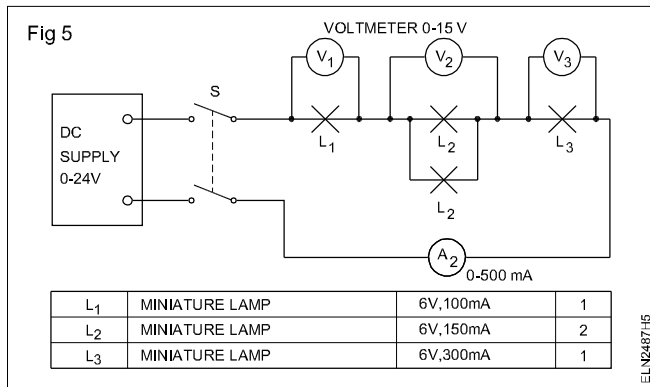 Fig 5
VOLTMETER 0-15 V
V1
V2
V3
S
DC
SUPPLY
0-24V
L1
L2
L3
L2
A2
0-500 mA
L1 MINIATURE LAMP 6V,100mA 1
L2 MINIATURE LAMP 6V,150mA 2
L3 MINIATURE LAMP 6V,300mA 1
ELN2487H5